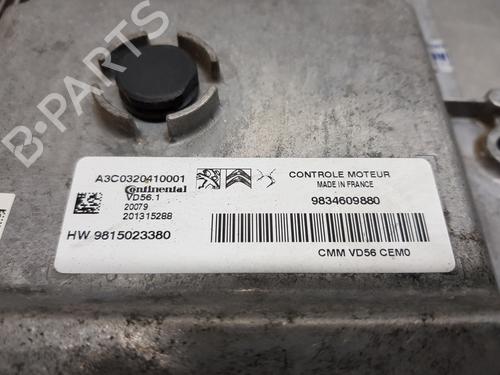 B-PARTS
A3C0320410001
Continental
VD56.1
20079
201315288
HW 9815023380
CONTROLE MOTEUR
MADE IN FRANCE
9834609880
CMM VD56 CEM0